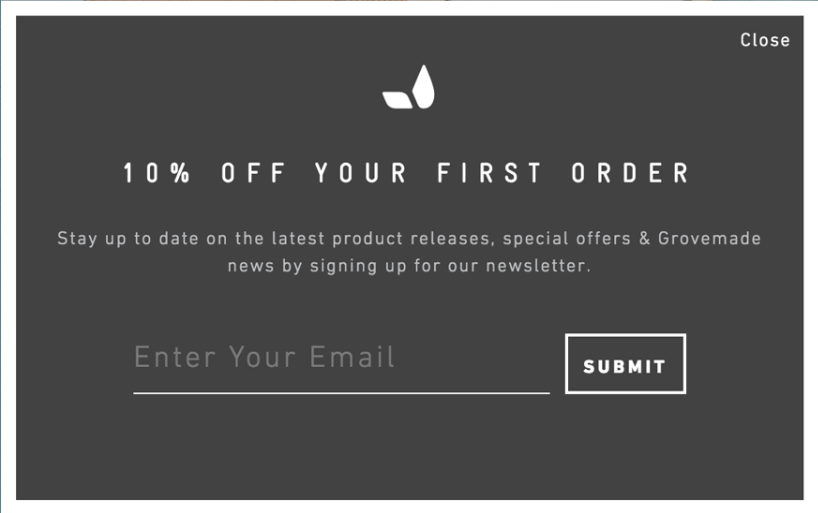 Close
10% OFF YOUR FIRST ORDER
Stay up to date on the latest product releases, special offers & Grovemade
news by signing up for our newsletter.
Enter Your Email
SUBMIT